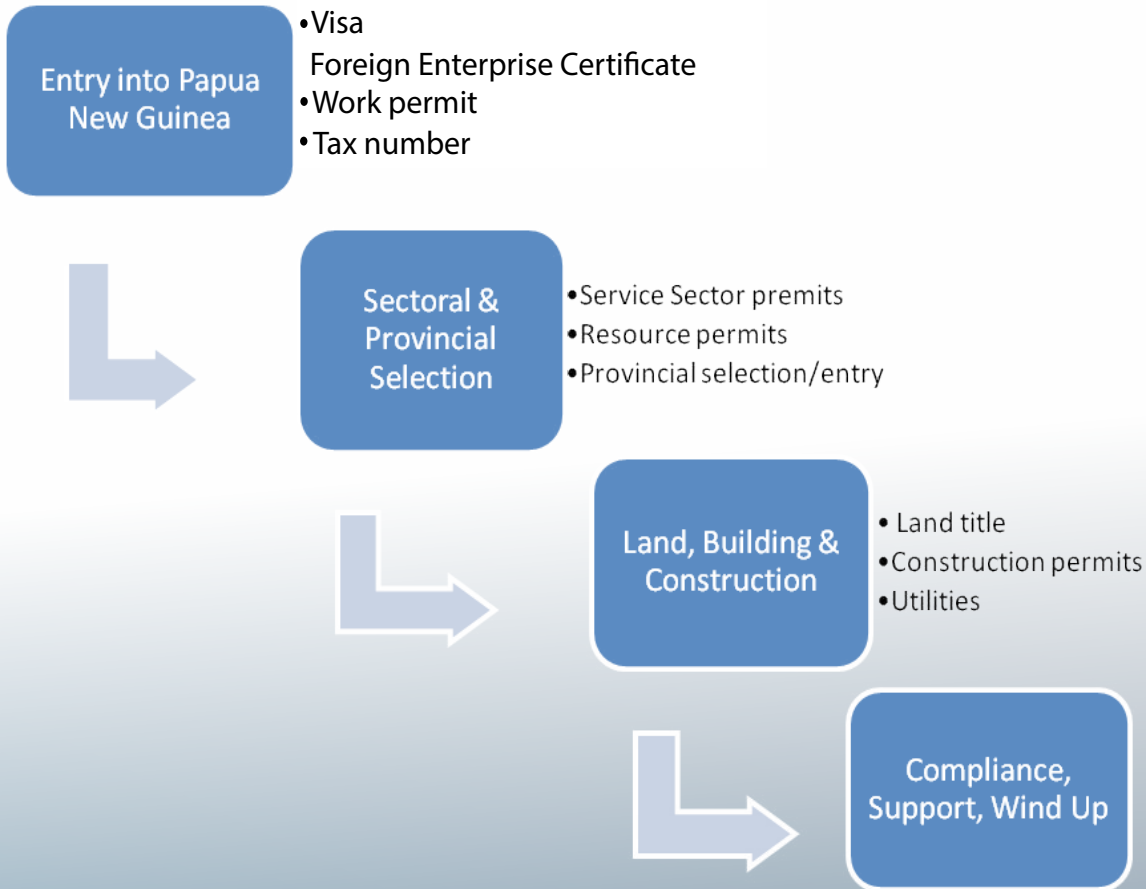 Entry into Papua
New Guinea
•Visa
Foreign Enterprise Certificate
•Work permit
•Tax number
Sectoral &
Provincial
Selection
•Service Sector premits
•Resource permits
•Provincial selection/entry
Land, Building &
Construction
• Land title
•Construction permits
•Utilities
Compliance,
Support, Wind Up